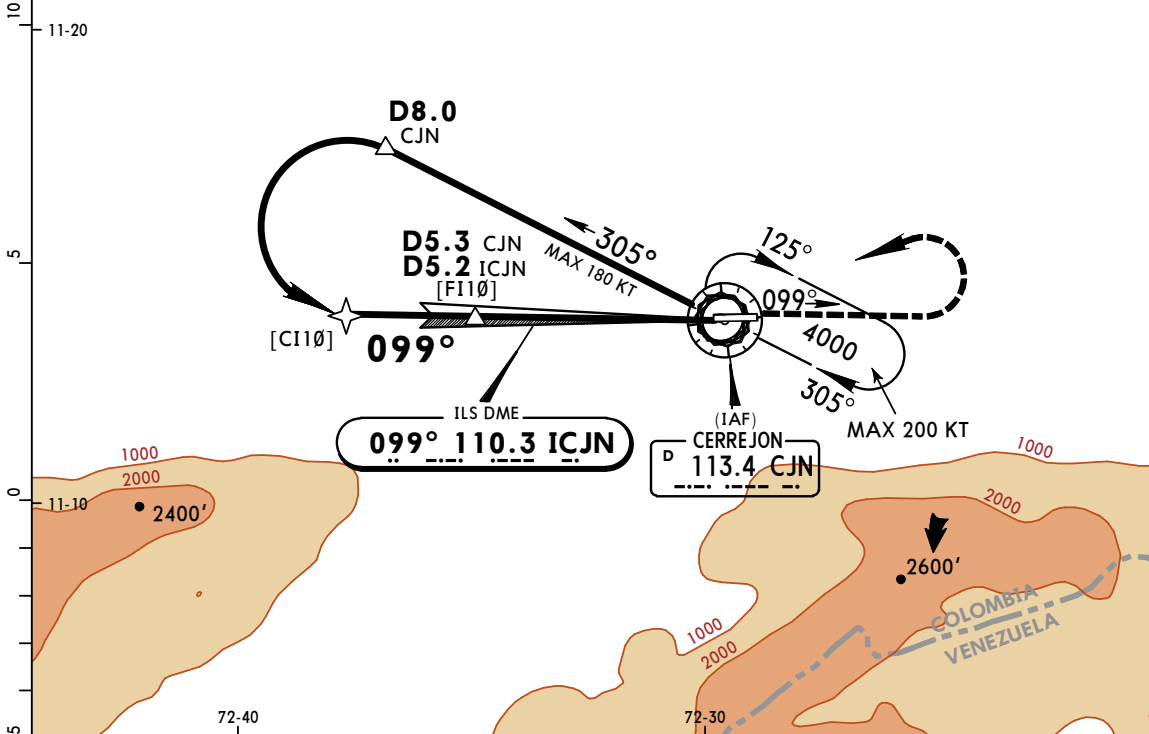 10
11-20
D8.0
CJN
305°
MAX 180 KT
125°
D5.3 CJN
D5.2 ICJN
[FI1Ø]
5
099°
[CI1Ø]
099°
4000
305°
MAX 200 KT
ILS DME
099° 110.3 ICJN
(IAF)
CERREJON
D 113.4 CJN
1000
2000
1000
2000
0
11-10
2400'
2600'
COLOMBIA
VENEZUELA
1000
2000
72-40
72-30
5